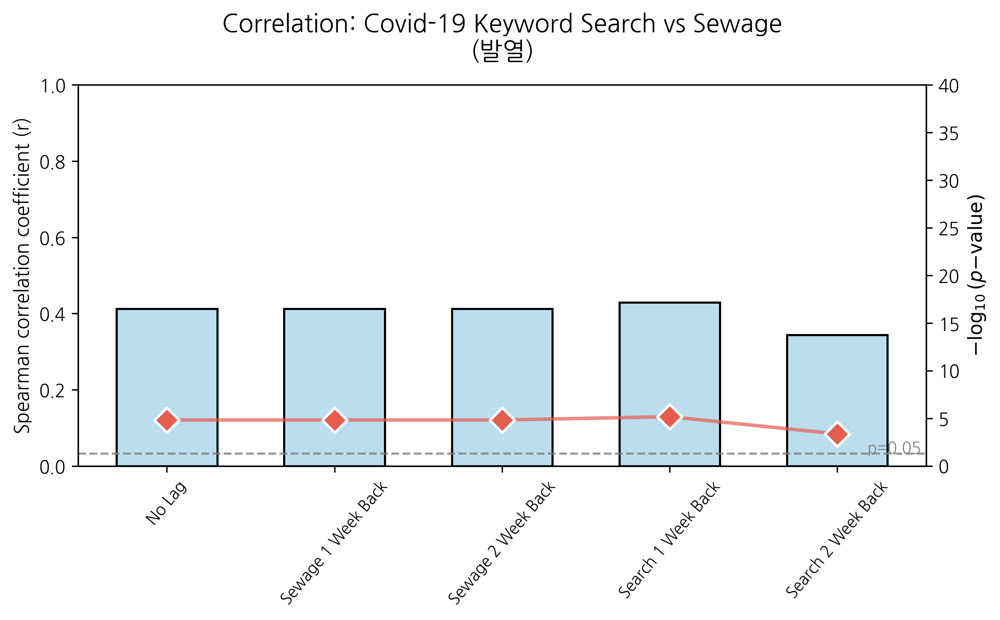 Correlation: Covid-19 Keyword Search vs Sewage
(발열)
Spearman correlation coefficient (r)
1.0
0.8
0.6
0.4
0.2
0.0
40
35
30
25
20
15
10
5
0
−log₁₀(p−value)
p=0.05
No Lag
Sewage 1 Week Back
Sewage 2 Week Back
Search 1 Week Back
Search 2 Week Back